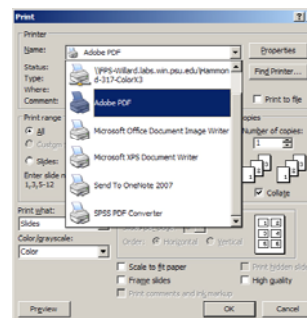 Print
Printer
Name:
Adobe PDF
Properties
Status:
Type:
Where:
Comment:
\\FPS-Willard.labs.win.psu.edu\Hammon
d-317-ColorX3
Find Printer...
Adobe PDF
Print to file
Print range
All
Slides:
Enter slide n
1,3,5-12
Microsoft Office Document Image Writer
Microsoft XPS Document Writer
Send To OneNote 2007
SPSS PDF Converter
opies
Number of copies:
1
Collate
Print what:
Slides
Color/grayscale:
Color
Order:
Horizontal
Vertical
Scale to fit paper
Frame slides
Print comments and ink markup
Print hidden slid
High quality
Preview
OK
Cancel